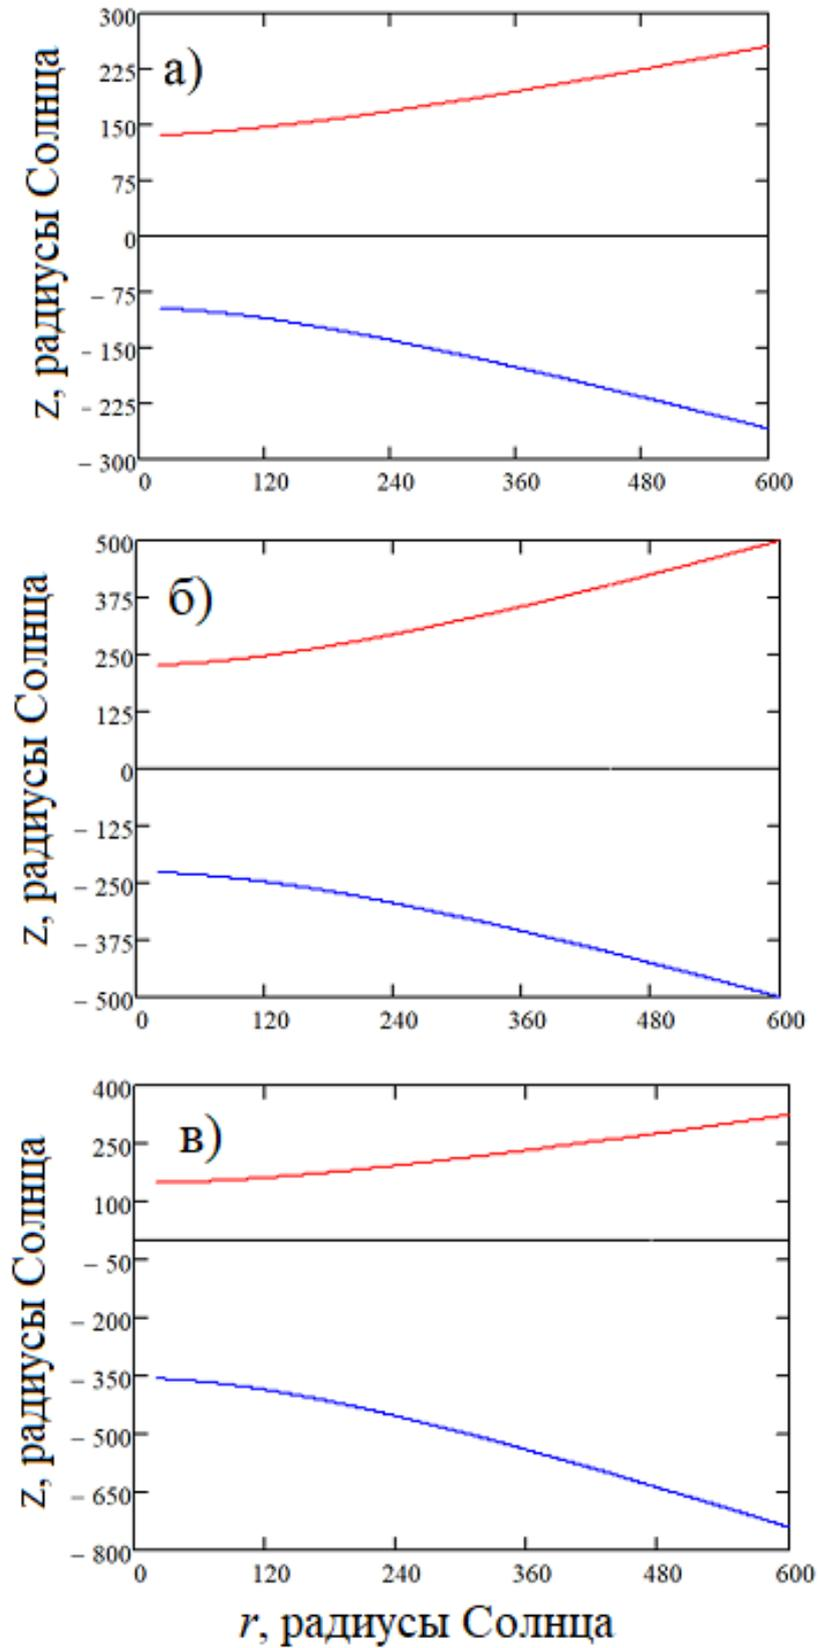 z, радиусы Солнца
а)
300
225
150
75
0
– 75
– 150
– 225
– 300
0 120 240 360 480 600
z, радиусы Солнца
б)
500
375
250
125
0
– 125
– 250
– 375
– 500
0 120 240 360 480 600
z, радиусы Солнца
в)
400
250
100
– 50
– 200
– 350
– 500
– 650
– 800
0 120 240 360 480 600
r, радиусы Солнца